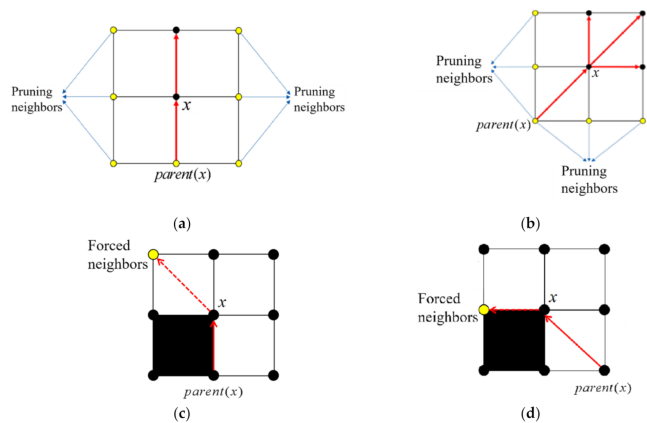 Pruning
neighbors
x
Pruning
neighbors
parent(x)
(a)
Pruning
neighbors
x
parent(x)
Pruning
neighbors
(b)
Forced
neighbors
x
parent(x)
(c)
Forced
neighbors
x
parent(x)
(d)